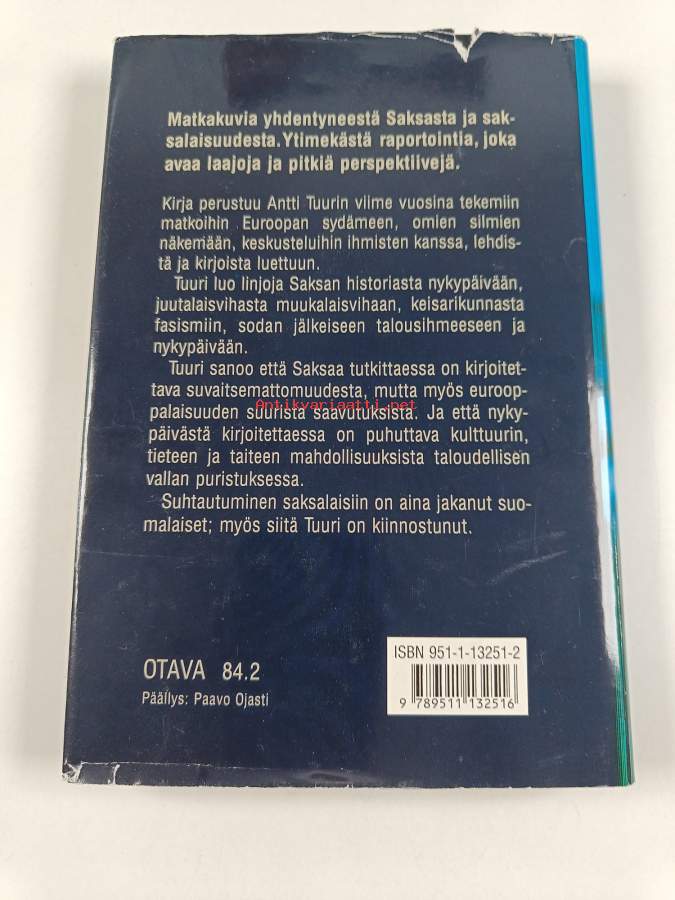 Matkakuvia yhdentyneestä Saksasta ja sak-
salaisuudesta. Ytimekästä raportointia, joka
avaa laajoja ja pitkiä perspektiivejä.
Kirja perustuu Antti Tuurin viime vuosina tekemiin
matkoihin Euroopan sydämeen, omien silmien
näkemään, keskusteluihin ihmisten kanssa, lehdis-
tä ja kirjoista luettuun.
Tuuri luo linjoja Saksan historiasta nykypäivään,
juutalaisvihasta muukalaisvihaan, keisarikunnasta
fasismiin, sodan jälkeiseen talousihmeeseen ja
nykypäivään.
Tuuri sanoo että Saksaa tutkittaessa on kirjoitet-
tava suvaitsemattomuudesta, mutta myös euroop-
palaisuuden suurista saavutuksista. Ja että nyky-
Antikvariaatti.net
päivästä kirjoitettaessa on puhuttava kulttuurin,
tieteen ja taiteen mahdollisuuksista taloudellisen
vallan puristuksessa.
Suhtautuminen saksalaisiin on aina jakanut suo-
malaiset; myös siitä Tuuri on kiinnostunut.
OTAVA 84.2
Päällys: Paavo Ojasti
ISBN 951-1-13251-2
9 789511 132516